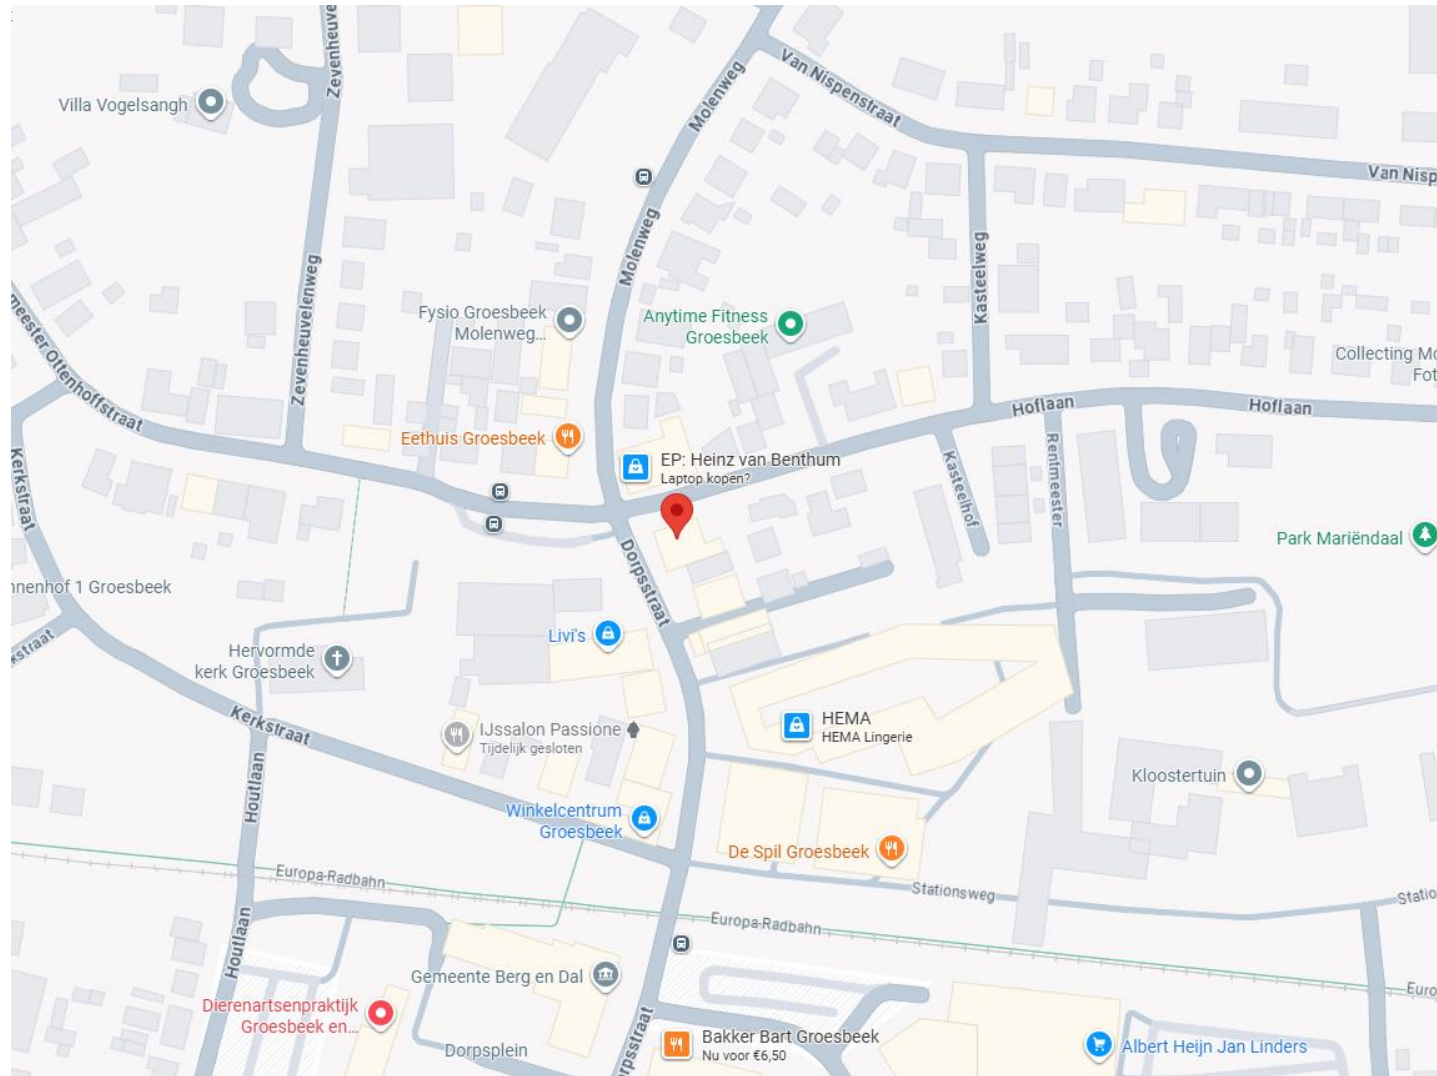 Zevenheuve
Villa Vogelsangh
Molenweg
Van Nispenstraat
Van Nisp
Molenweg
Kasteelweg
Zevenheuvelenweg
Fysio Groesbeek
Molenweg...
Anytime Fitness
Groesbeek
Collecting Mo
Fot
meester Ottenhoffstraat
Hoflaan
Hoflaan
Eethuis Groesbeek
EP: Heinz van Benthum
Laptop kopen?
Kerkstraat
Kasteelhof
Rentmeester
Park Mariëndaal
Dorpsstraat
nnenhof 1 Groesbeek
Livi's
kstraat
Hervormde
kerk Groesbeek
Kerkstraat
IJssalon Passione
Tijdelijk gesloten
HEMA
HEMA Lingerie
Houtlaan
Kloostertuin
Winkelcentrum
Groesbeek
De Spil Groesbeek
Europa-Radbahn
Stationsweg
Statio
Europa-Radbahn
Houtlaan
Gemeente Berg en Dal
Euro
Dierenartsenpraktijk
Groesbeek en...
Dorpsplein
rpsstraat
Bakker Bart Groesbeek
Nu voor €6,50
Albert Heijn Jan Linders